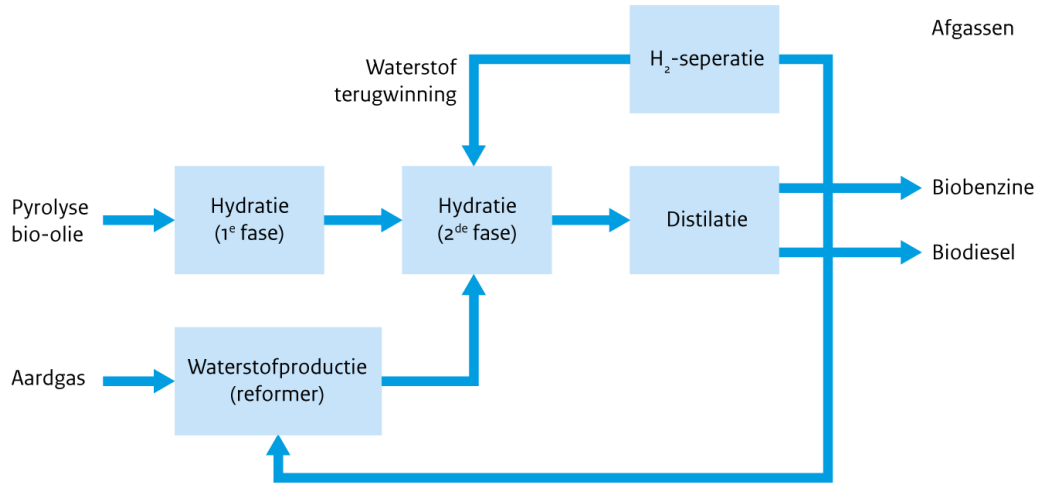 Afgassen
H₂-seperatie
Waterstof
terugwinning
Pyrolyse
bio-olie
Hydratie
(1ᵉ fase)
Hydratie
(2ᵈᵉ fase)
Distilatie
Biobenzine
Biodiesel
Aardgas
Waterstofproductie
(reformer)